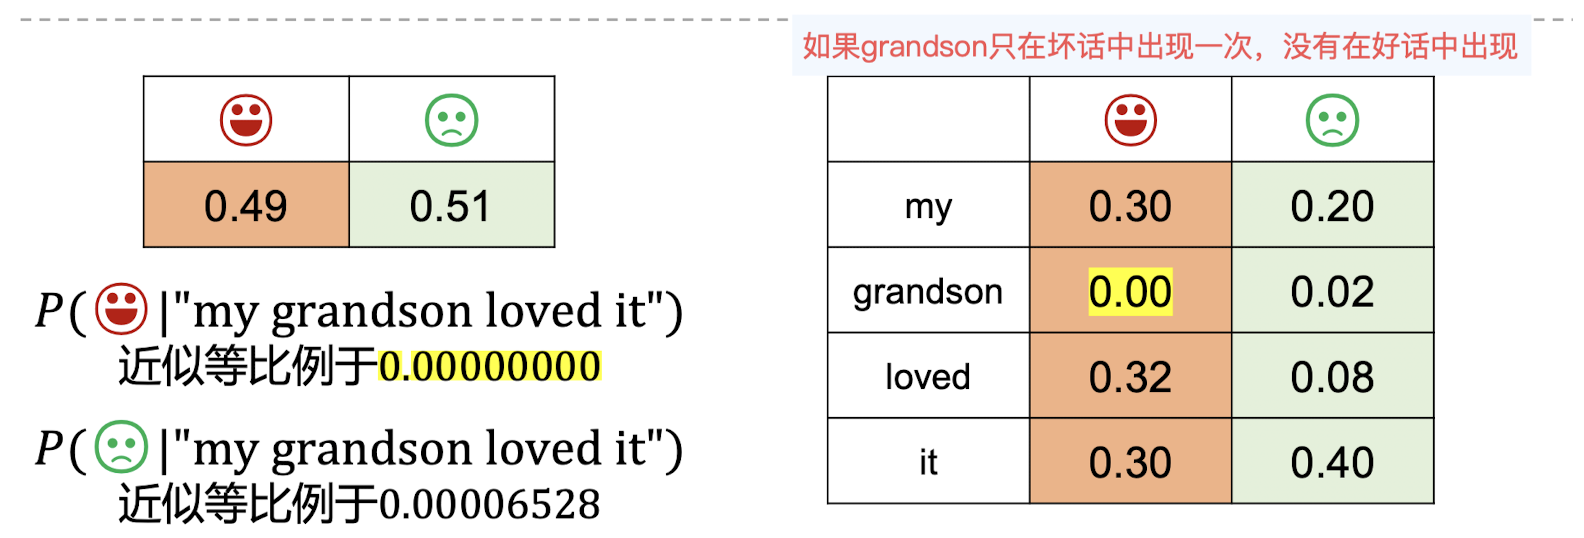 如果grandson只在坏话中出现一次，没有在好话中出现
0.49 0.51
P(|"my grandson loved it")
近似等比例于0.00000000
P(|"my grandson loved it")
近似等比例于0.00006528
my 0.30 0.20
grandson 0.00 0.02
loved 0.32 0.08
it 0.30 0.40